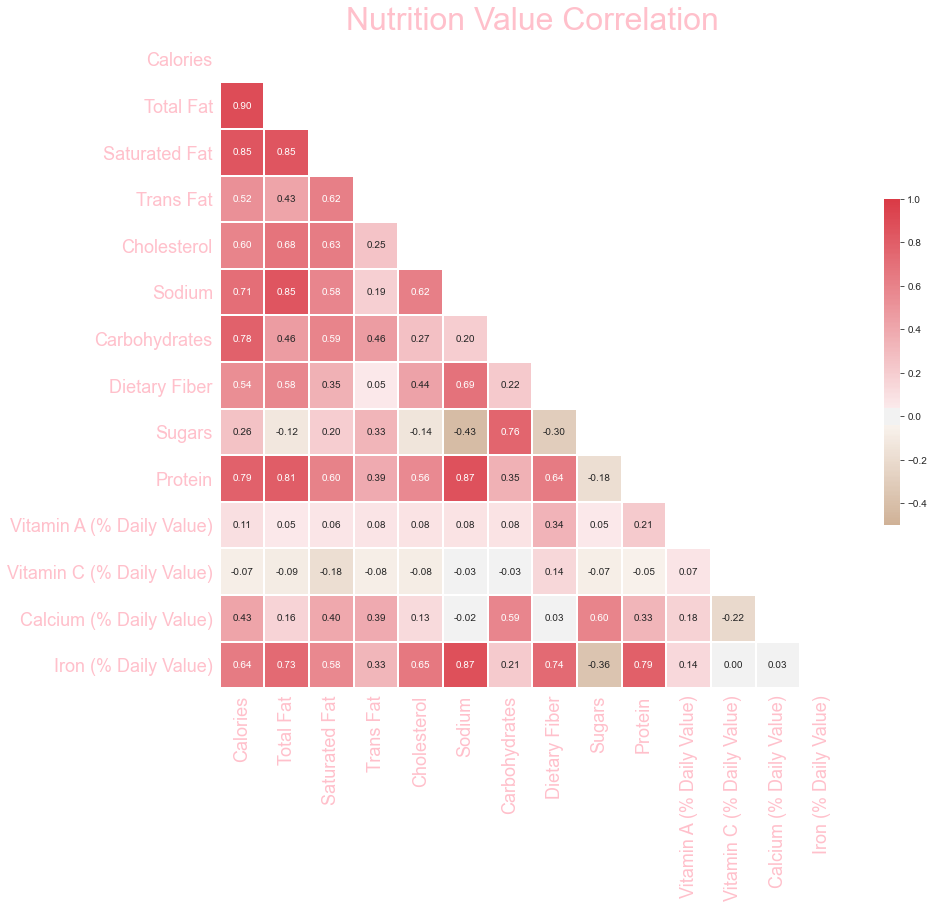 Nutrition Value Correlation
Calories
Total Fat 0.90
Saturated Fat 0.85 0.85
Trans Fat 0.52 0.43 0.62
Cholesterol 0.60 0.68 0.63 0.25
Sodium 0.71 0.85 0.58 0.19 0.62
Carbohydrates 0.78 0.46 0.59 0.46 0.27 0.20
Dietary Fiber 0.54 0.58 0.35 0.05 0.44 0.69 0.22
Sugars 0.26 -0.12 0.20 0.33 -0.14 -0.43 0.76 -0.30
Protein 0.79 0.81 0.60 0.39 0.56 0.87 0.35 0.64 -0.18
Vitamin A (% Daily Value) 0.11 0.05 0.06 0.08 0.08 0.08 0.08 0.34 0.05 0.21
Vitamin C (% Daily Value) -0.07 -0.09 -0.18 -0.08 -0.08 -0.03 -0.03 0.14 -0.07 -0.05 0.07
Calcium (% Daily Value) 0.43 0.16 0.40 0.39 0.13 -0.02 0.59 0.03 0.60 0.33 0.18 -0.22
Iron (% Daily Value) 0.64 0.73 0.58 0.33 0.65 0.87 0.21 0.74 -0.36 0.79 0.14 0.00 0.03
Calories
Total Fat
Saturated Fat
Trans Fat
Cholesterol
Sodium
Carbohydrates
Dietary Fiber
Sugars
Protein
Vitamin A (% Daily Value)
Vitamin C (% Daily Value)
Calcium (% Daily Value)
Iron (% Daily Value)
1.0
0.8
0.6
0.4
0.2
0.0
−0.2
−0.4